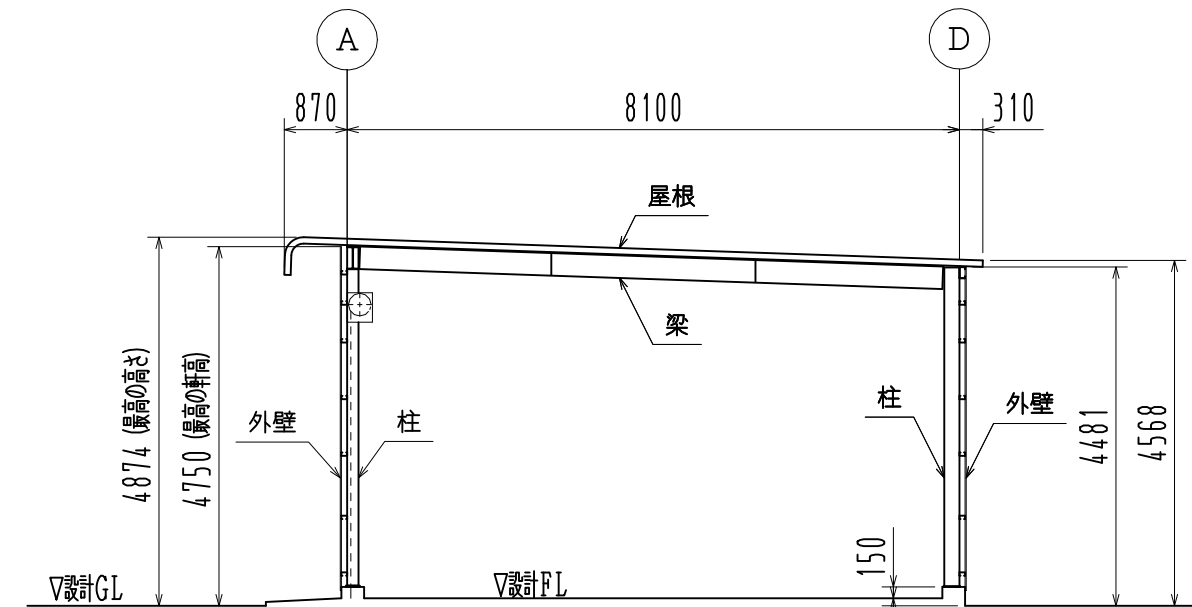 A
D
870
8100
310
屋根
梁
4874 (最高の高さ)
4750 (最高の軒高)
外壁
柱
柱
外壁
4481
4568
150
▽設計GL
▽設計FL